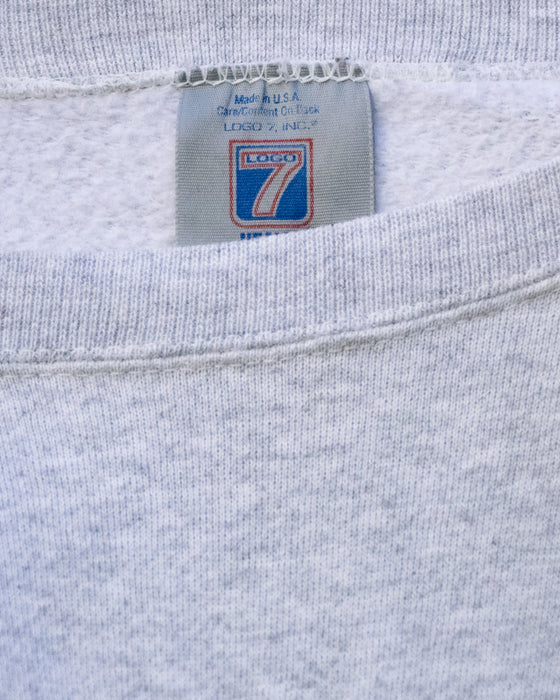 Made in U.S.A.
Care/Content On Back
LOGO 7, INC.®
LOGO
7